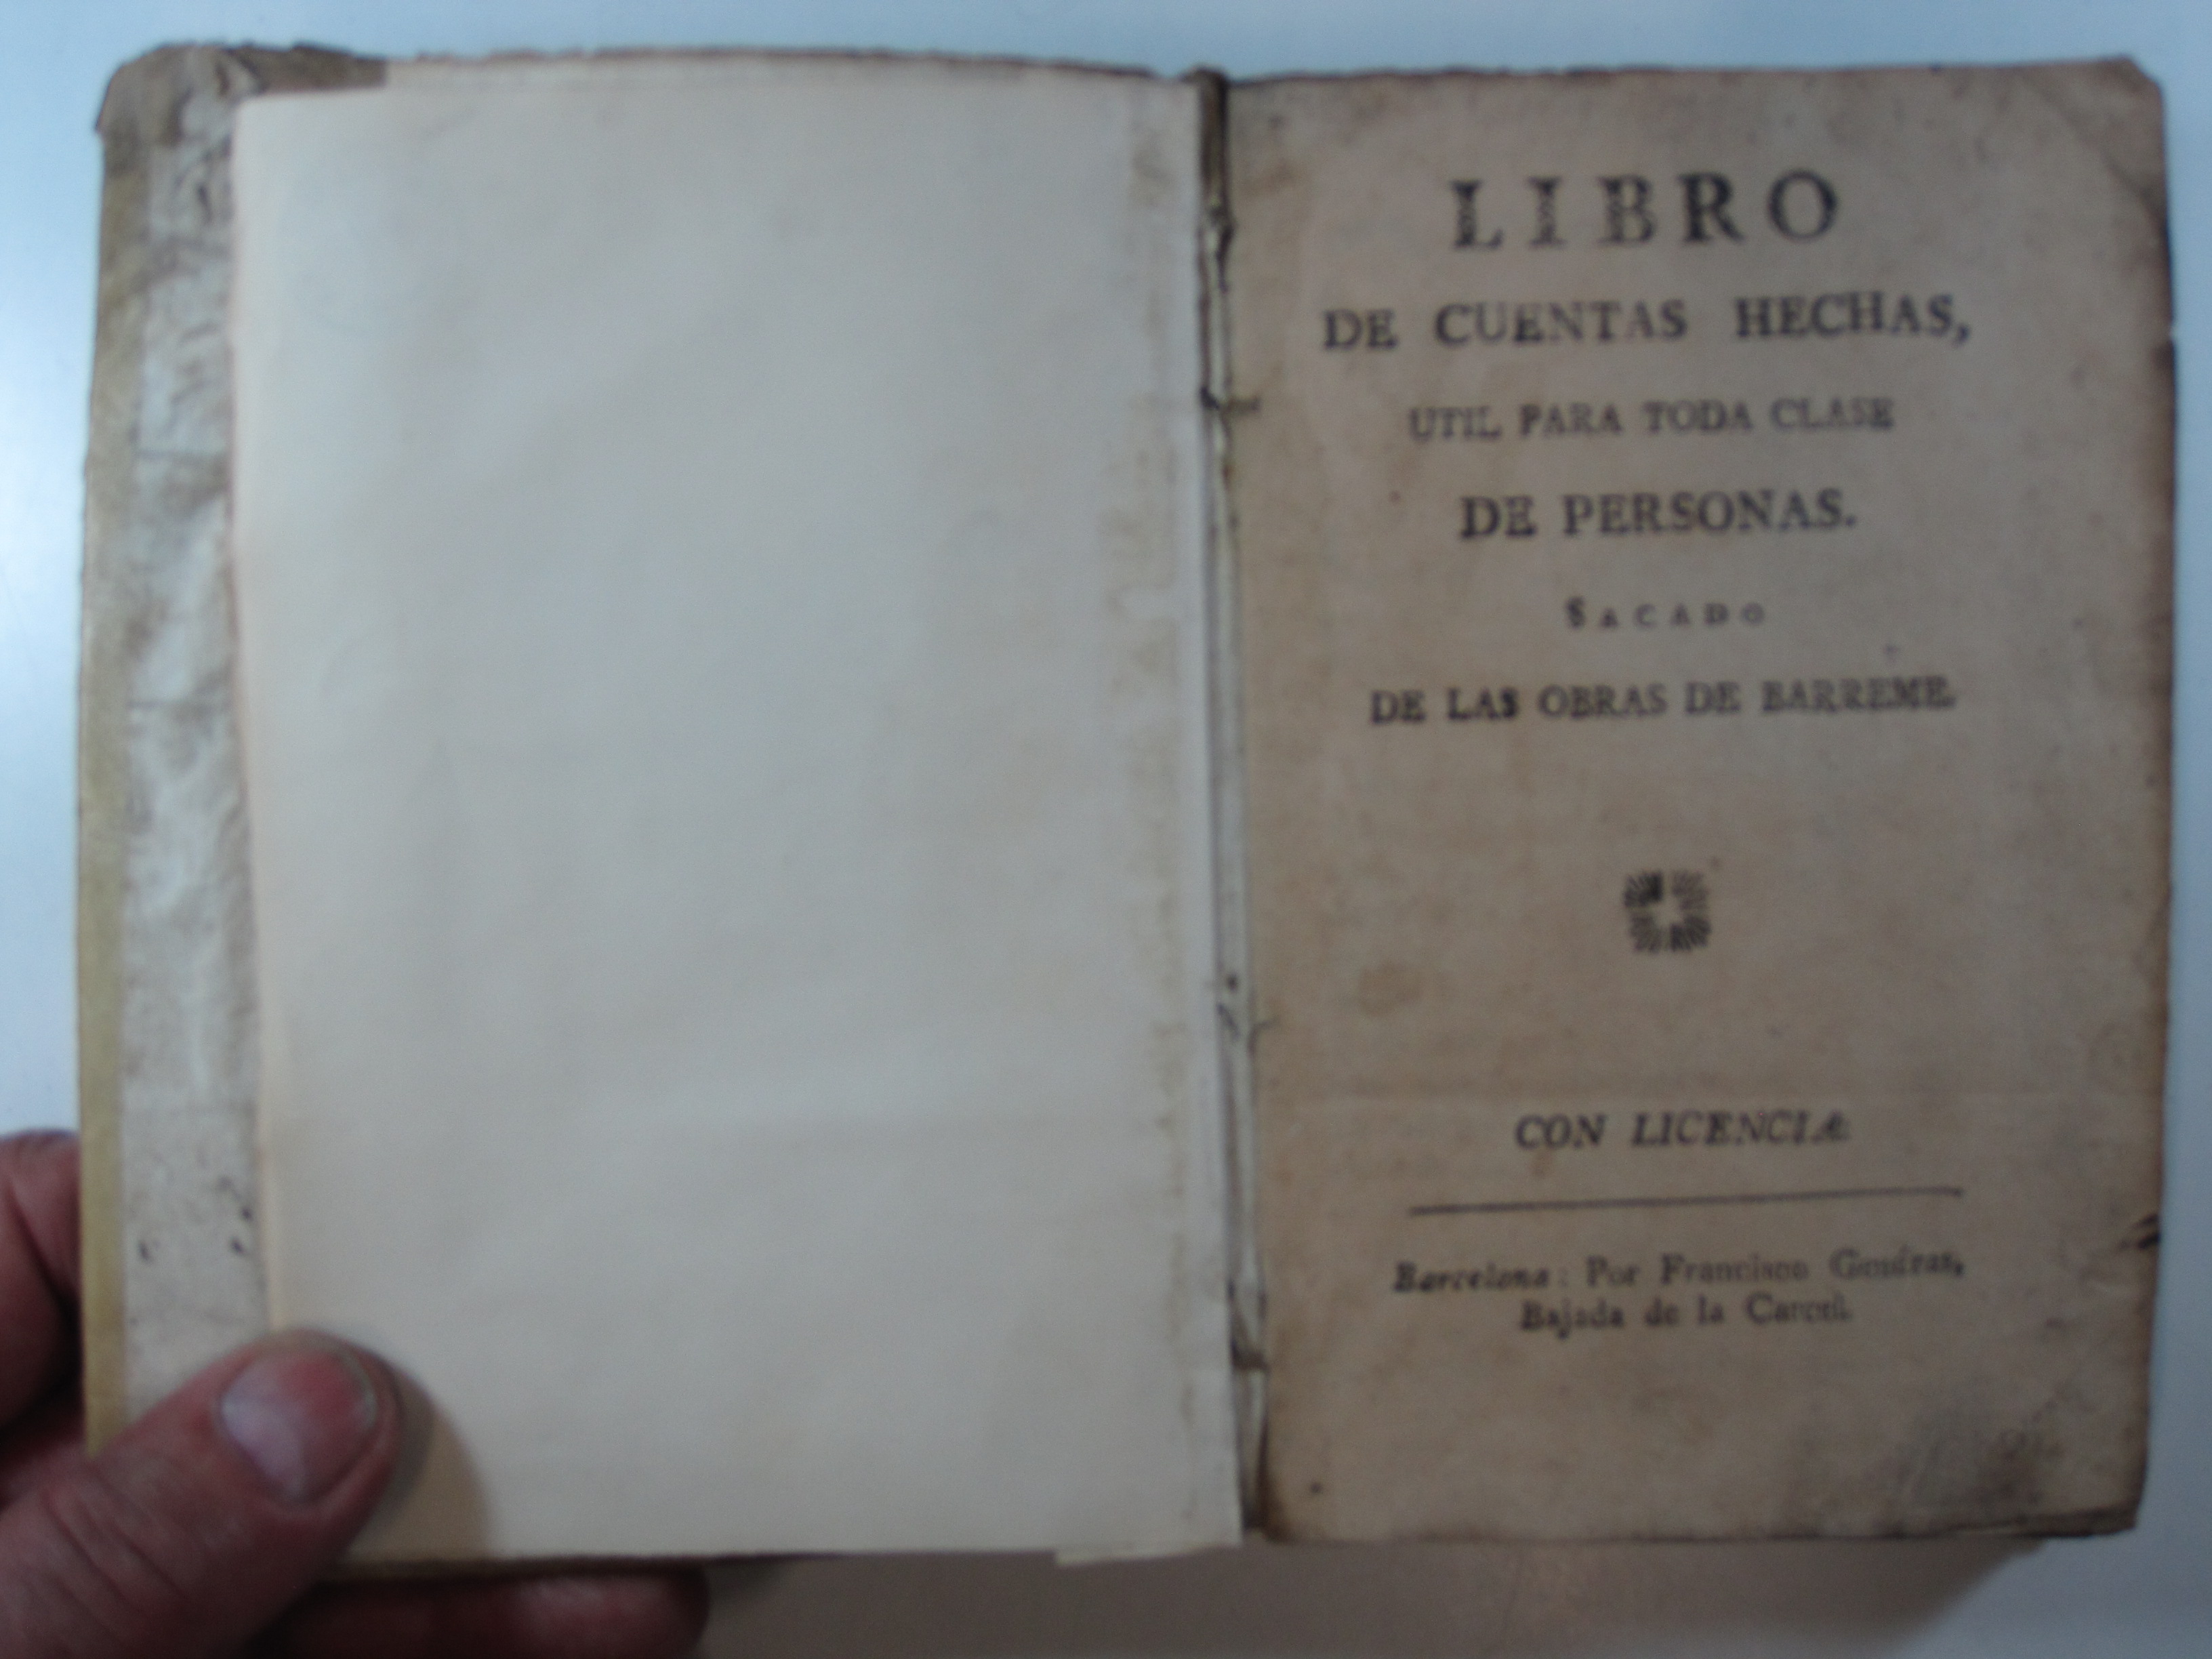 LIBRO
DE CUENTAS HECHAS,
UTIL PARA TODA CLASE
DE PERSONAS.
SACADO
DE LAS OBRAS DE BARREME.
CON LICENCIA:
Barcelona: Por Francisco
Bajada de la Carcel.